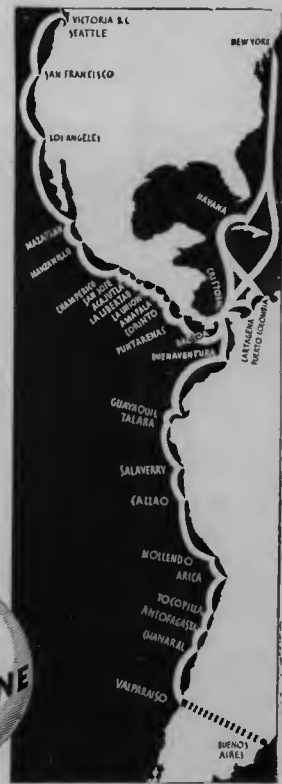 VICTORIA B.C.
SEATTLE
NEW YORK
SAN FRANCISCO
LOS ANGELES
HAVANA
MAZATLAN
MANZANILLO
CHAMPERICO
SAN JOSÉ
ACAJUTLA
LA LIBERTAD
LA UNION
AMAPALA
CORINTO
PUNTARENAS
CRISTOBAL
BALBOA
BUENAVENTURA
CARTAGENA
PUERTO COLOMBIA
GUAYAQUIL
TALARA
SALAVERRY
CALLAO
MOLLENDO
ARICA
TOCOPILLA
ANTOFAGASTA
CHANARAL
NE
VALPARAISO
BUENOS
AIRES